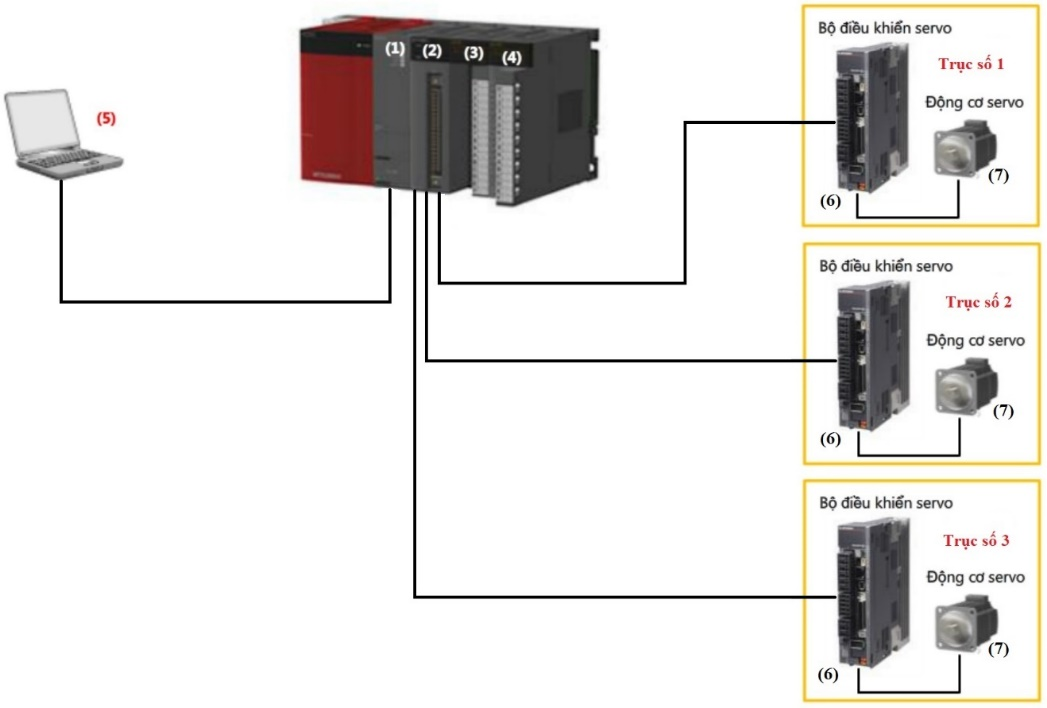 (1)
(2)
(3)
(4)
(5)
MITSUBISHI
Bộ điều khiển servo
Trục số 1
Động cơ servo
(7)
(6)
Bộ điều khiển servo
Trục số 2
Động cơ servo
(7)
(6)
Bộ điều khiển servo
Trục số 3
Động cơ servo
(7)
(6)